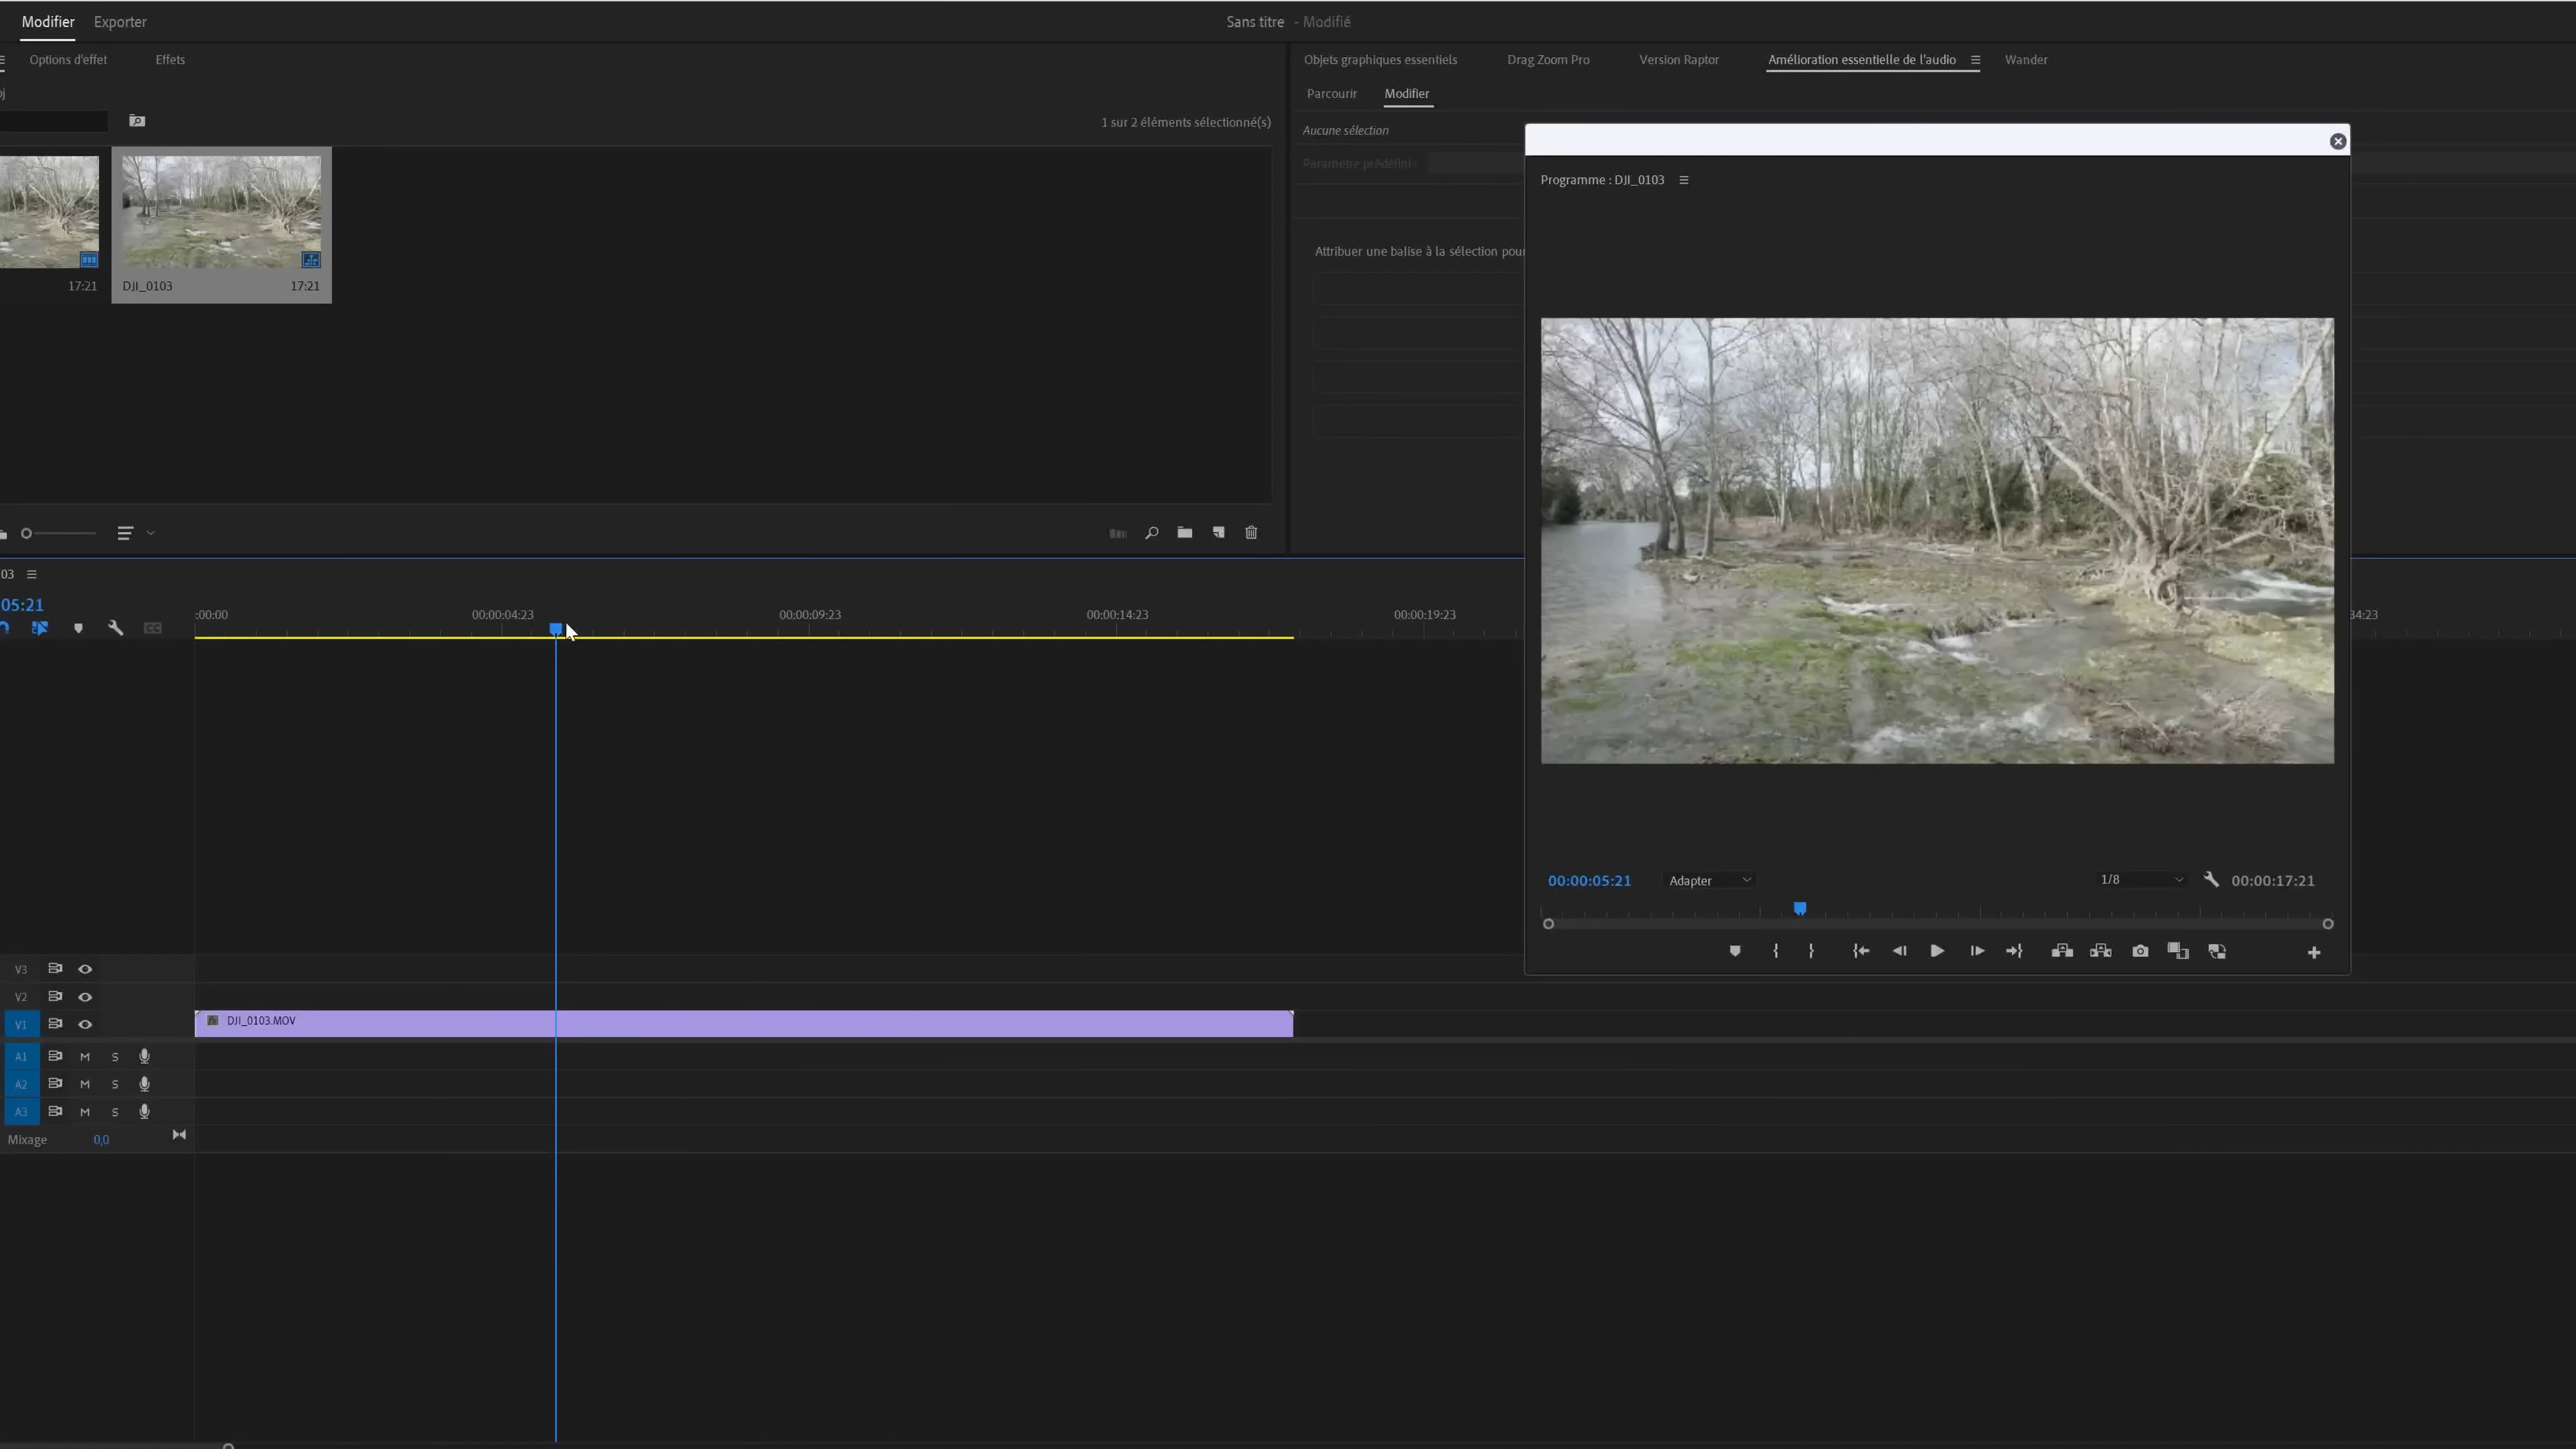 Modifier Exporter Sans titre - Modifié
Options d'effet Effets Objets graphiques essentiels Drag Zoom Pro Version Raptor Amélioration essentielle de l'audio Wander
Parcourir Modifier
1 sur 2 éléments sélectionné(s) Aucune sélection
Paramètre prédéfini :
Programme : DJI_0103
Attribuer une balise à la sélection pour
17:21 DJI_0103 17:21
03
05:21
:00:00 00:00:04:23 00:00:09:23 00:00:14:23 00:00:19:23 34:23
00:00:05:21 Adapter 1/8 00:00:17:21
V3
V2
V1 DJI_0103.MOV
A1 M S
A2 M S
A3 M S
Mixage 0,0